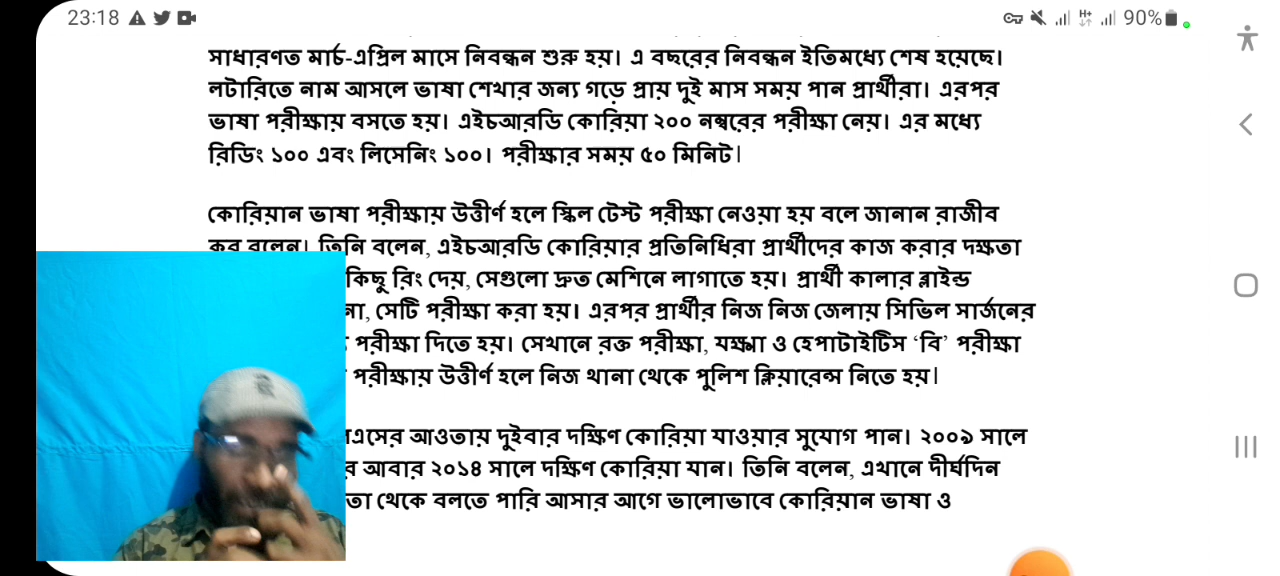 23:18
H+
90%
সাধারণত মার্চ-এপ্রিল মাসে নিবন্ধন শুরু হয়। এ বছরের নিবন্ধন ইতিমধ্যে শেষ হয়েছে।
লটারিতে নাম আসলে ভাষা শেখার জন্য গড়ে প্রায় দুই মাস সময় পান প্রার্থীরা। এরপর
ভাষা পরীক্ষায় বসতে হয়। এইচআরডি কোরিয়া ২০০ নম্বরের পরীক্ষা নেয়। এর মধ্যে
রিডিং ১০০ এবং লিসেনিং ১০০। পরীক্ষার সময় ৫০ মিনিট।
কোরিয়ান ভাষা পরীক্ষায় উত্তীর্ণ হলে স্কিল টেস্ট পরীক্ষা নেওয়া হয় বলে জানান রাজীব
কর বলেন। তিনি বলেন, এইচআরডি কোরিয়ার প্রতিনিধিরা প্রার্থীদের কাজ করার দক্ষতা
কিছু রিং দেয়, সেগুলো দ্রুত মেশিনে লাগাতে হয়। প্রার্থী কালার ব্লাইন্ড
না, সেটি পরীক্ষা করা হয়। এরপর প্রার্থীর নিজ নিজ জেলায় সিভিল সার্জনের
পরীক্ষা দিতে হয়। সেখানে রক্ত পরীক্ষা, যক্ষ্মা ও হেপাটাইটিস ‘বি’ পরীক্ষা
পরীক্ষায় উত্তীর্ণ হলে নিজ থানা থেকে পুলিশ ক্লিয়ারেন্স নিতে হয়।
আওতায় দুইবার দক্ষিণ কোরিয়া যাওয়ার সুযোগ পান। ২০০৯ সালে
আবার ২০১৪ সালে দক্ষিণ কোরিয়া যান। তিনি বলেন, এখানে দীর্ঘদিন
থেকে বলতে পারি আসার আগে ভালোভাবে কোরিয়ান ভাষা ও